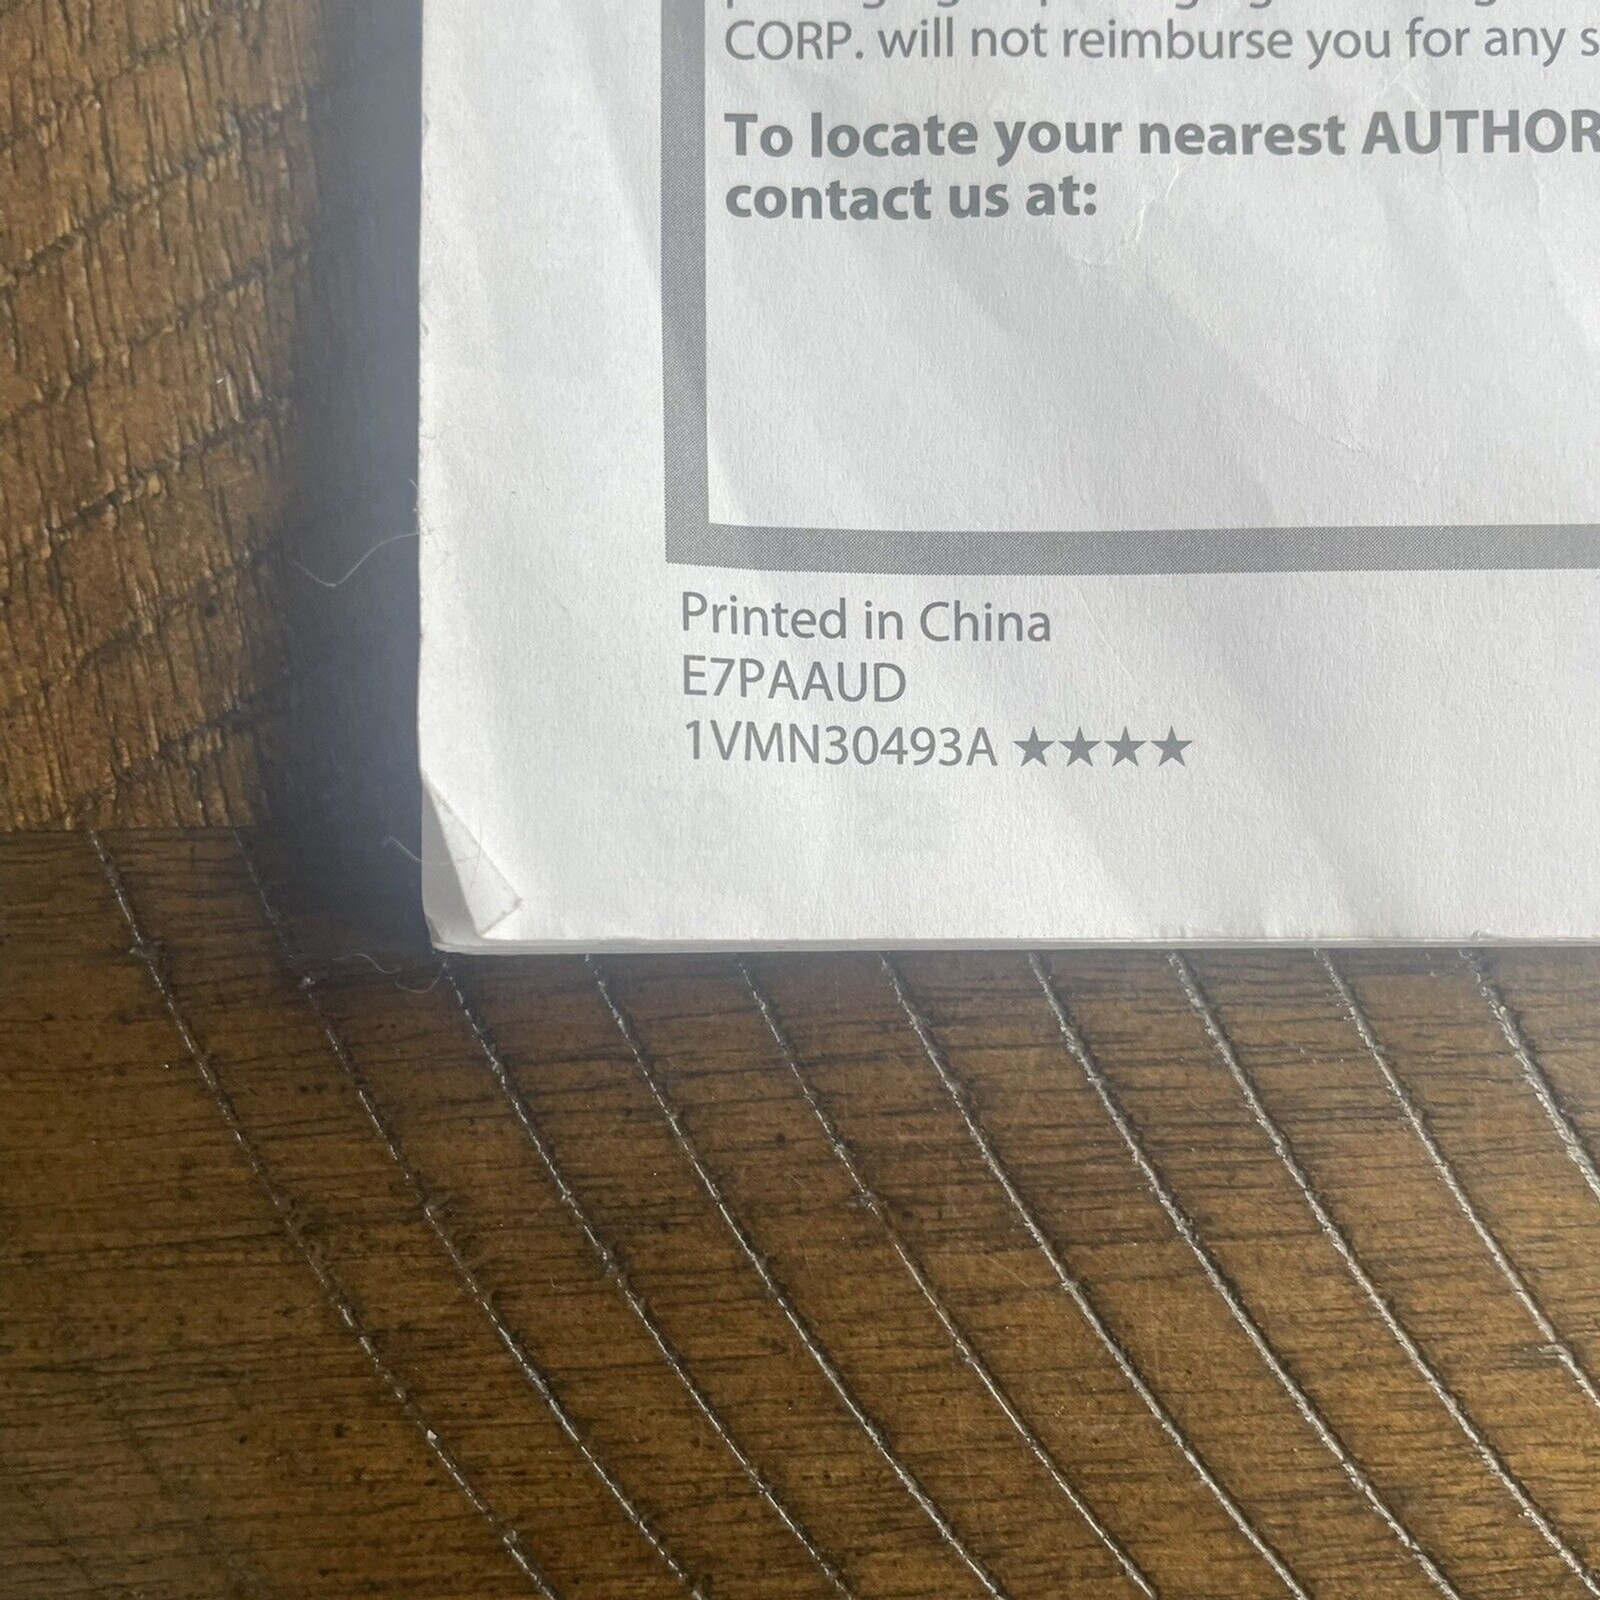 CORP. will not reimburse you for any s
To locate your nearest AUTHOR
contact us at:
Printed in China
E7PAAUD
1VMN30493A ★★★★